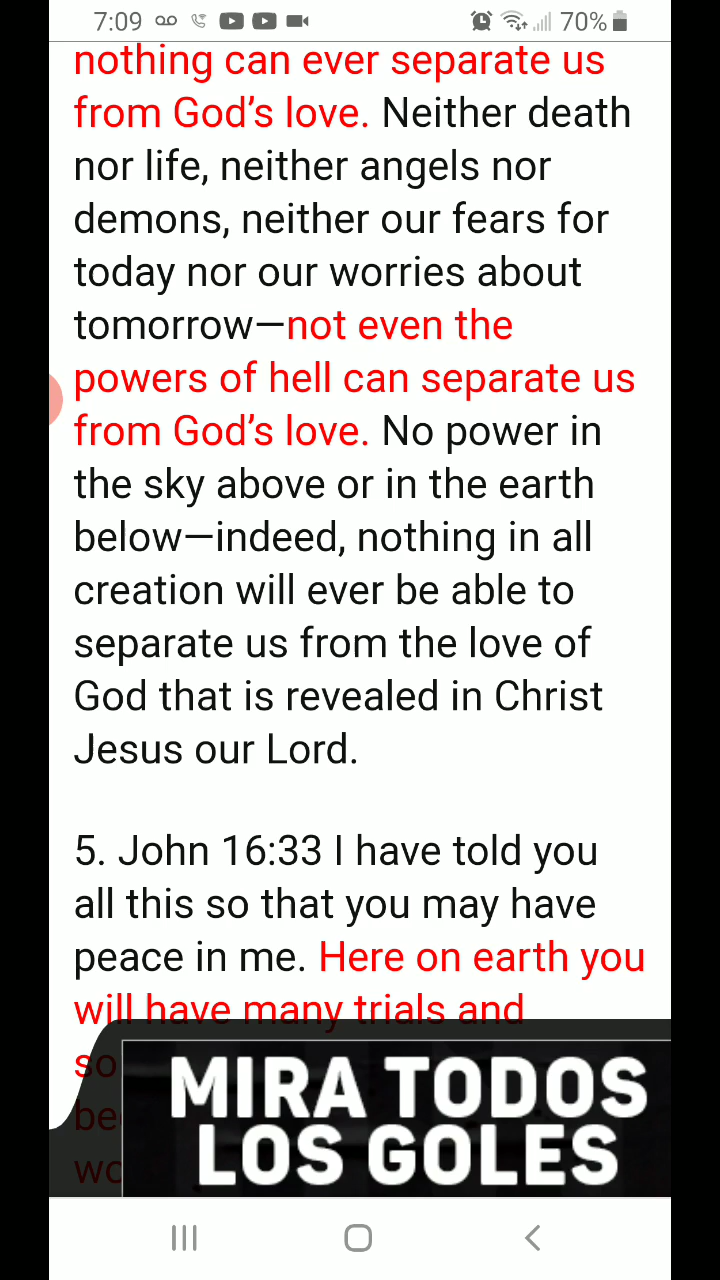 7:09
70%
nothing can ever separate us
from God's love. Neither death
nor life, neither angels nor
demons, neither our fears for
today nor our worries about
tomorrow—not even the
powers of hell can separate us
from God's love. No power in
the sky above or in the earth
below—indeed, nothing in all
creation will ever be able to
separate us from the love of
God that is revealed in Christ
Jesus our Lord.
5. John 16:33 I have told you
all this so that you may have
peace in me. Here on earth you
will have many trials and
MIRA TODOS
LOS GOLES